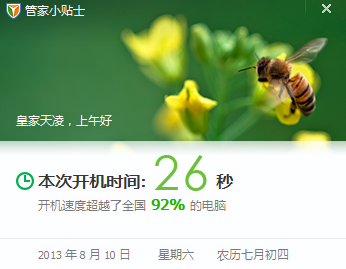 管家小贴士
皇家天凌，上午好
本次开机时间: 26 秒
开机速度超越了全国 92% 的电脑
2013 年 8 月 10 日 星期六 农历七月初四